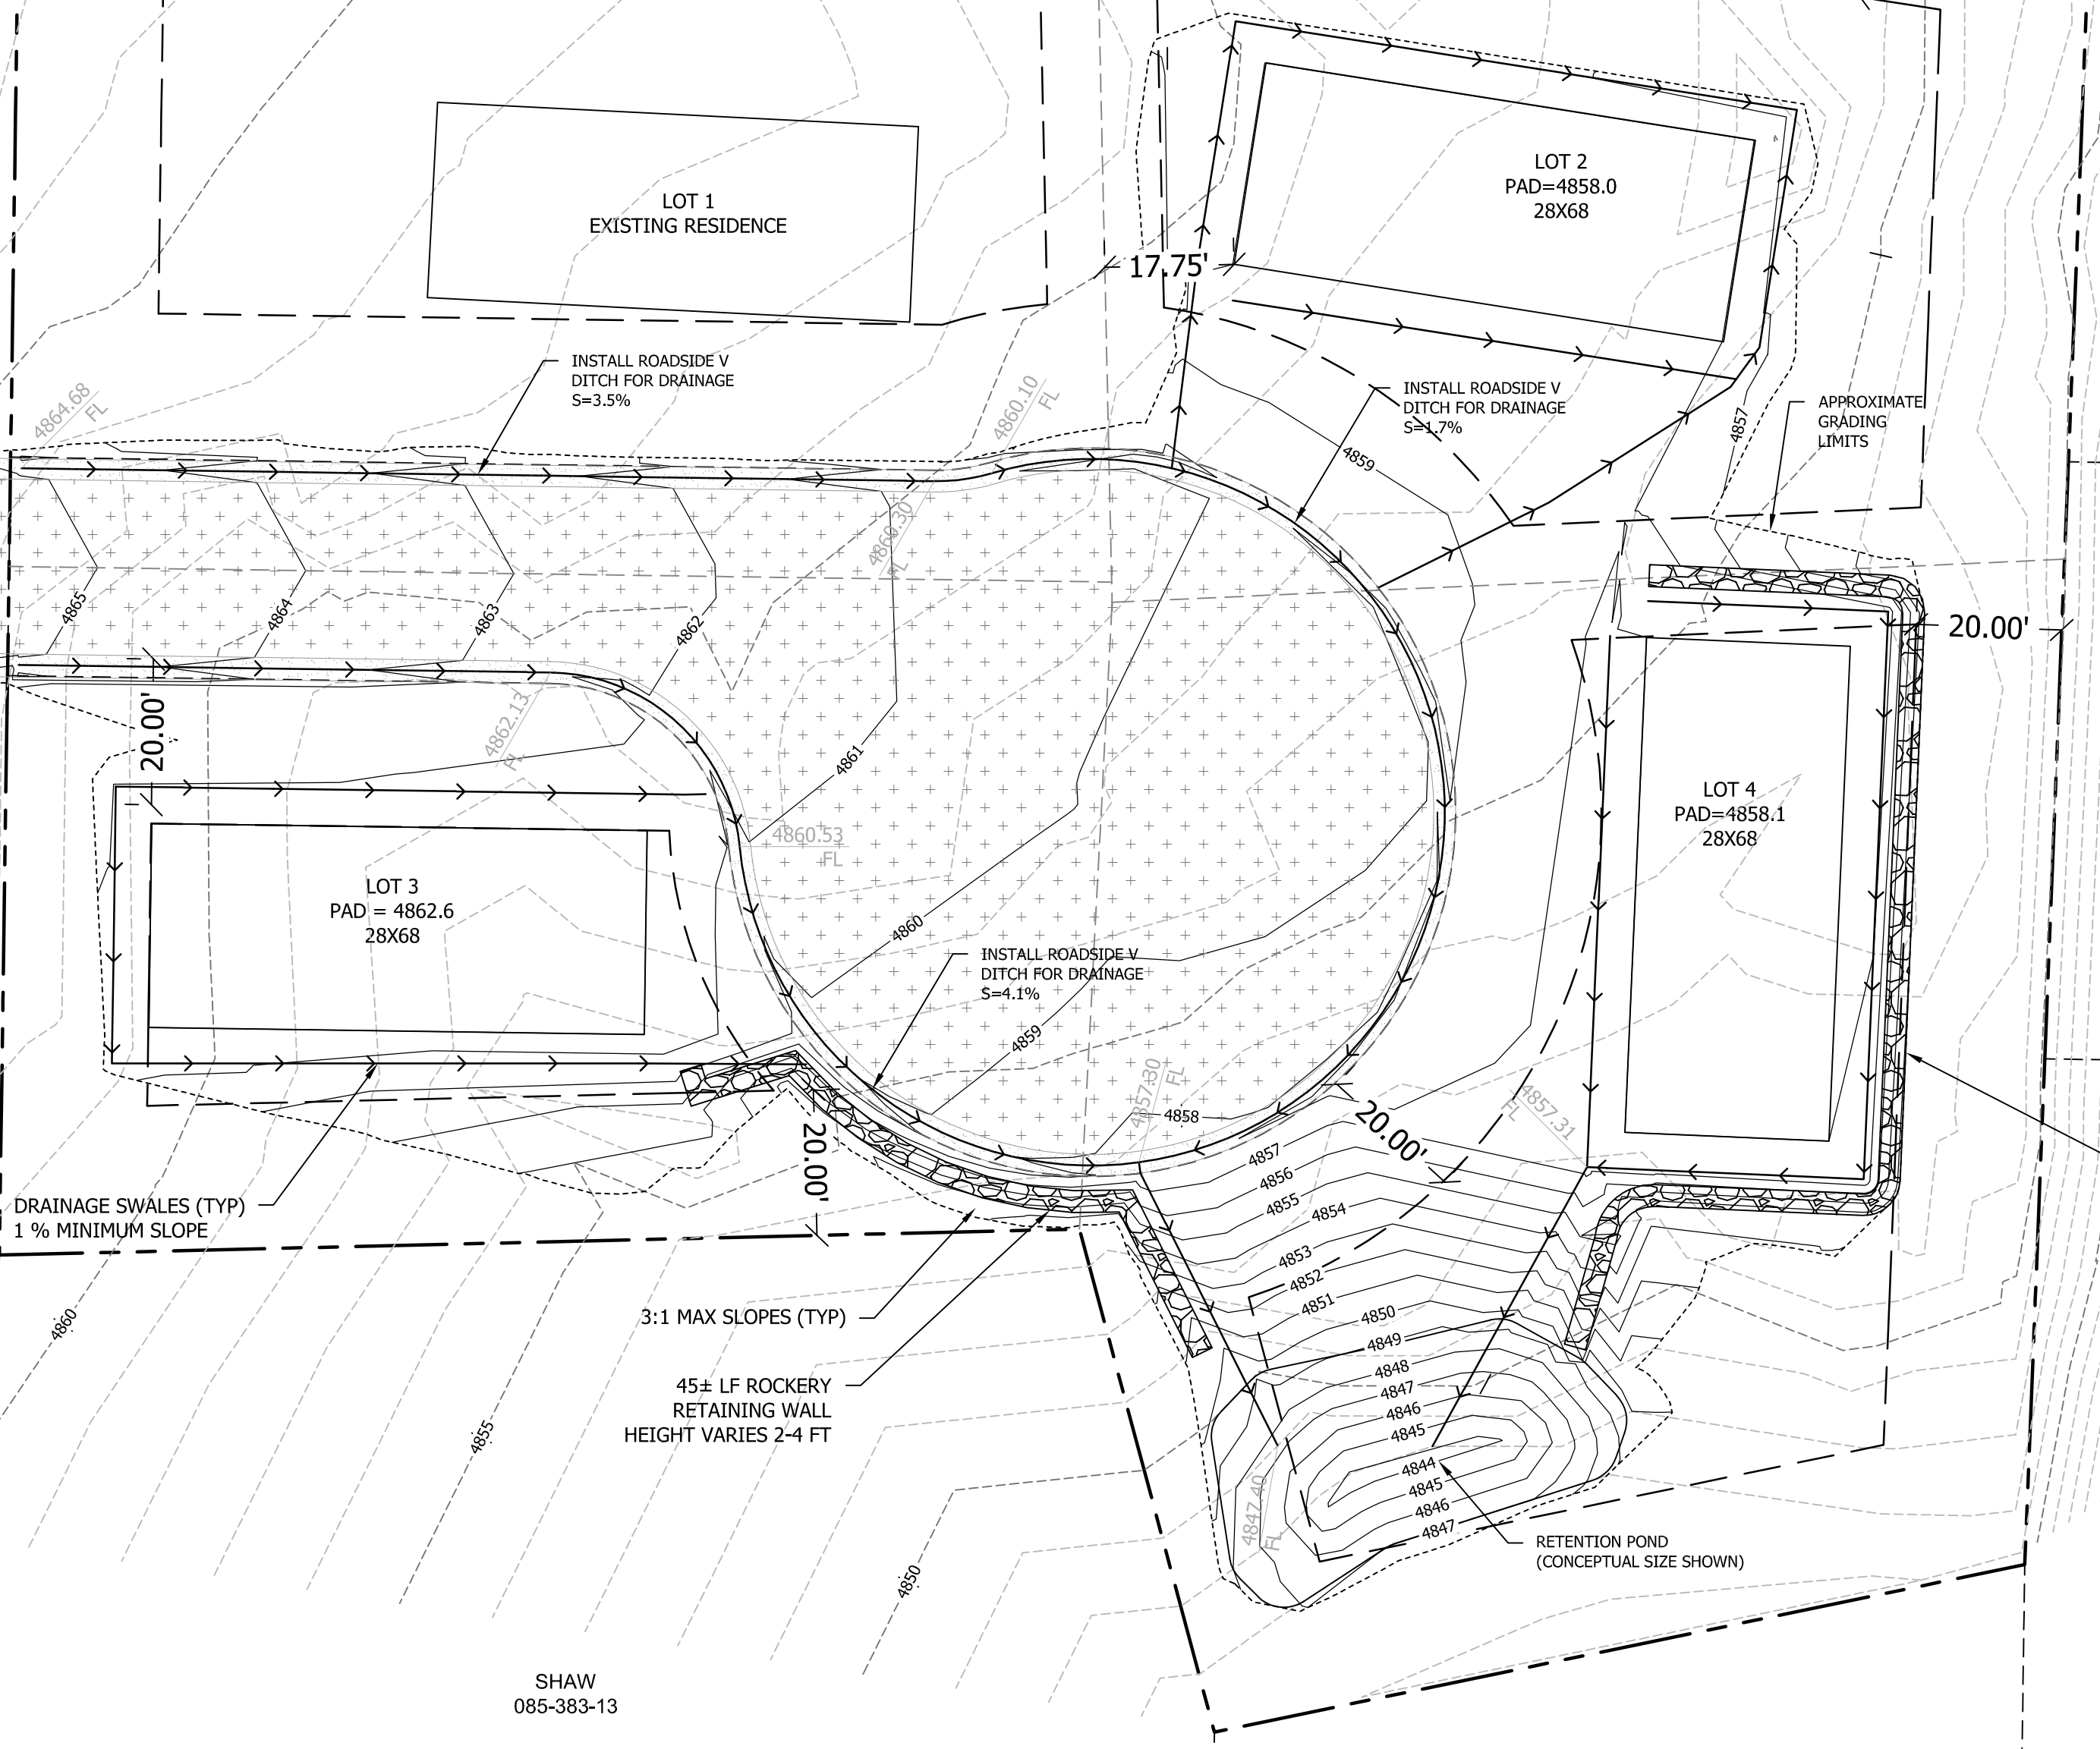 LOT 1
EXISTING RESIDENCE
LOT 2
PAD=4858.0
28X68
17.75'
INSTALL ROADSIDE V
DITCH FOR DRAINAGE
S=3.5%
INSTALL ROADSIDE V
DITCH FOR DRAINAGE
S=1.7%
APPROXIMATE
GRADING
LIMITS
4864.68
FL
4860.10
FL
4859
4857
4860.30
FL
4865
4864
4863
4862
20.00'
20.00'
4862.13
FL
4861
4860.53
FL
LOT 4
PAD=4858.1
28X68
LOT 3
PAD = 4862.6
28X68
4860
INSTALL ROADSIDE V
DITCH FOR DRAINAGE
S=4.1%
4859
4857.30
FL
4858
20.00'
4857.31
FL
20.00'
4857
4856
4855
4854
4853
4852
4851
4850
4849
4848
4847
4846
4845
4844
4845
4846
4847
DRAINAGE SWALES (TYP)
1 % MINIMUM SLOPE
3:1 MAX SLOPES (TYP)
45± LF ROCKERY
RETAINING WALL
HEIGHT VARIES 2-4 FT
4860
4855
4850
4847.40
FL
RETENTION POND
(CONCEPTUAL SIZE SHOWN)
SHAW
085-383-13